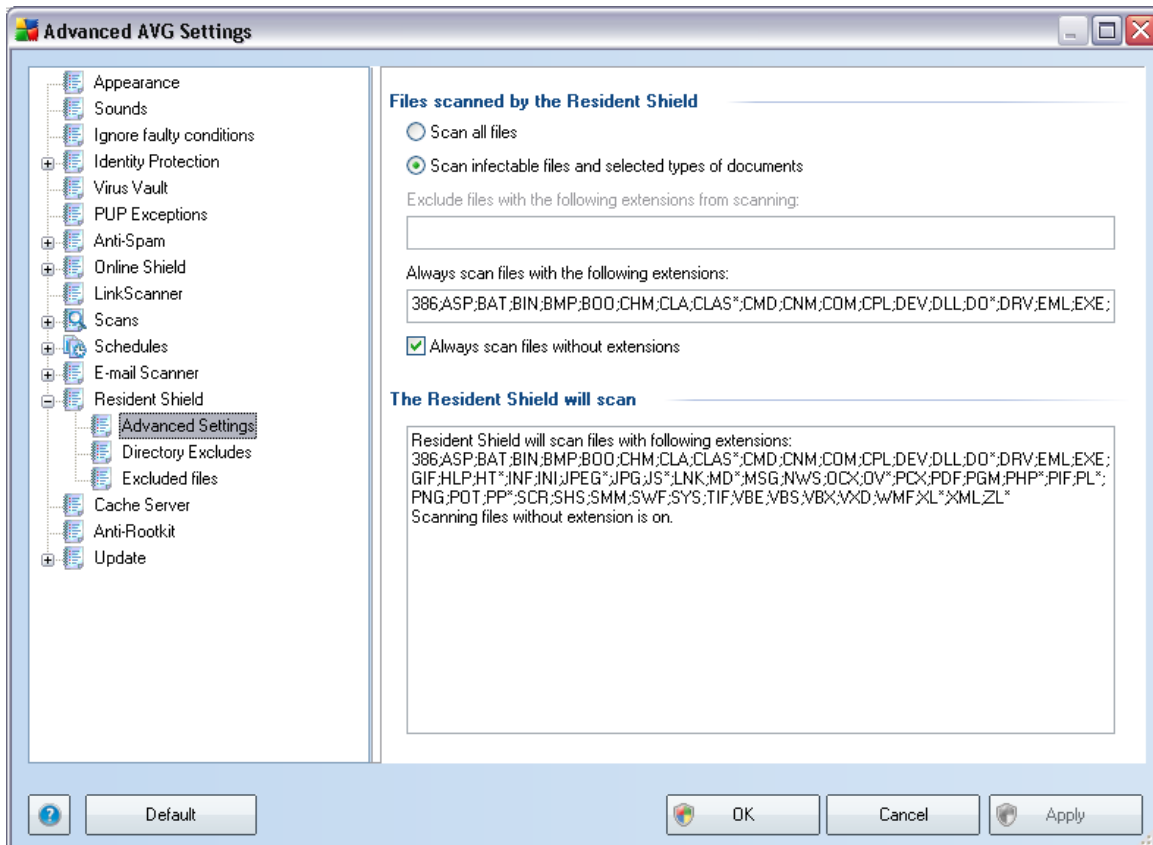 Advanced AVG Settings
Appearance
Sounds
Ignore faulty conditions
Identity Protection
Virus Vault
PUP Exceptions
Anti-Spam
Online Shield
LinkScanner
Scans
Schedules
E-mail Scanner
Resident Shield
Advanced Settings
Directory Excludes
Excluded files
Cache Server
Anti-Rootkit
Update
Files scanned by the Resident Shield
Scan all files
Scan infectable files and selected types of documents
Exclude files with the following extensions from scanning:
Always scan files with the following extensions:
386;ASP;BAT;BIN;BMP;BOO;CHM;CLA;CLAS*;CMD;CNM;COM;CPL;DEV;DLL;DO*;DRV;EML;EXE;
Always scan files without extensions
The Resident Shield will scan
Resident Shield will scan files with following extensions:
386;ASP;BAT;BIN;BMP;BOO;CHM;CLA;CLAS*;CMD;CNM;COM;CPL;DEV;DLL;DO*;DRV;EML;EXE;
GIF;HLP;HT*;INF;INI;JPEG*;JPG;JS*;LNK;MD*;MSG;NWS;OCX;OV*;PCX;PDF;PGM;PHP*;PIF;PL*;
PNG;POT;PP*;SCR;SHS;SMM;SWF;SYS;TIF;VBE;VBS;VBX;VXD;WMF;XL*;XML;ZL*
Scanning files without extension is on.
?
Default
OK
Cancel
Apply